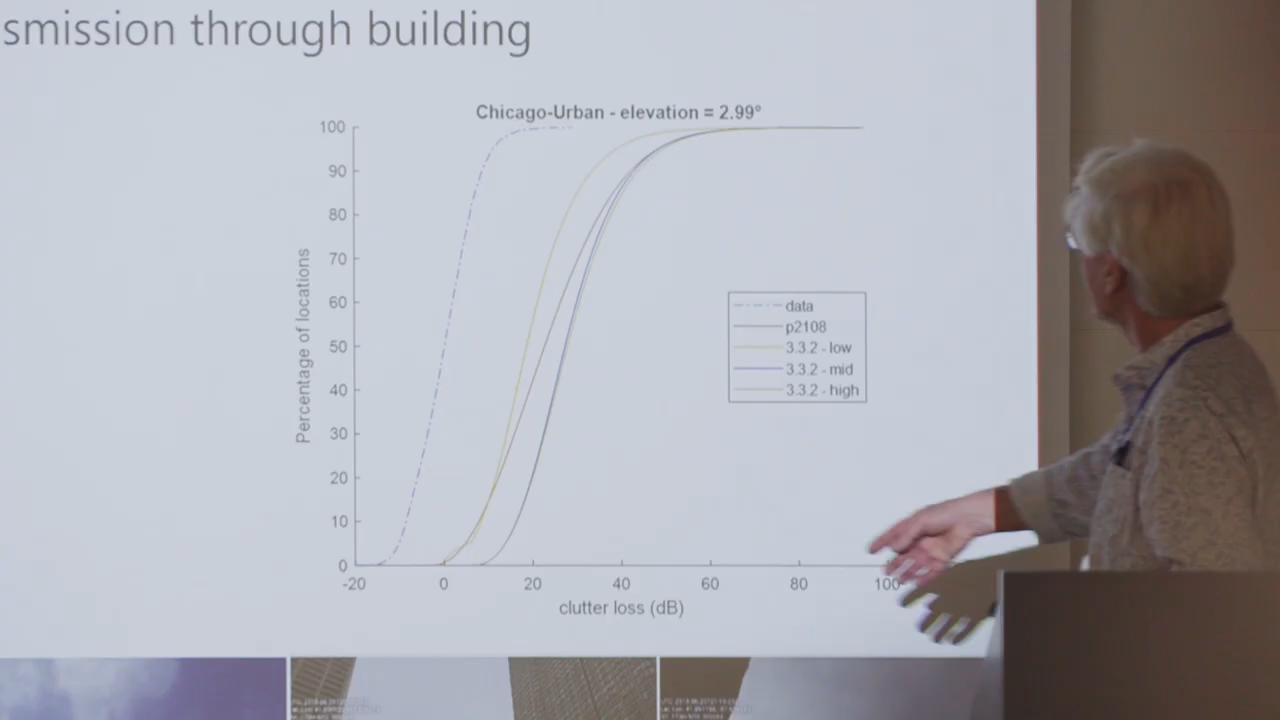 smission through building
Chicago-Urban - elevation = 2.99°
100
90
80
70
60
50
40
30
20
10
0
Percentage of locations
-20 0 20 40 60 80 100
clutter loss (dB)
data
p2108
3.3.2 - low
3.3.2 - mid
3.3.2 - high